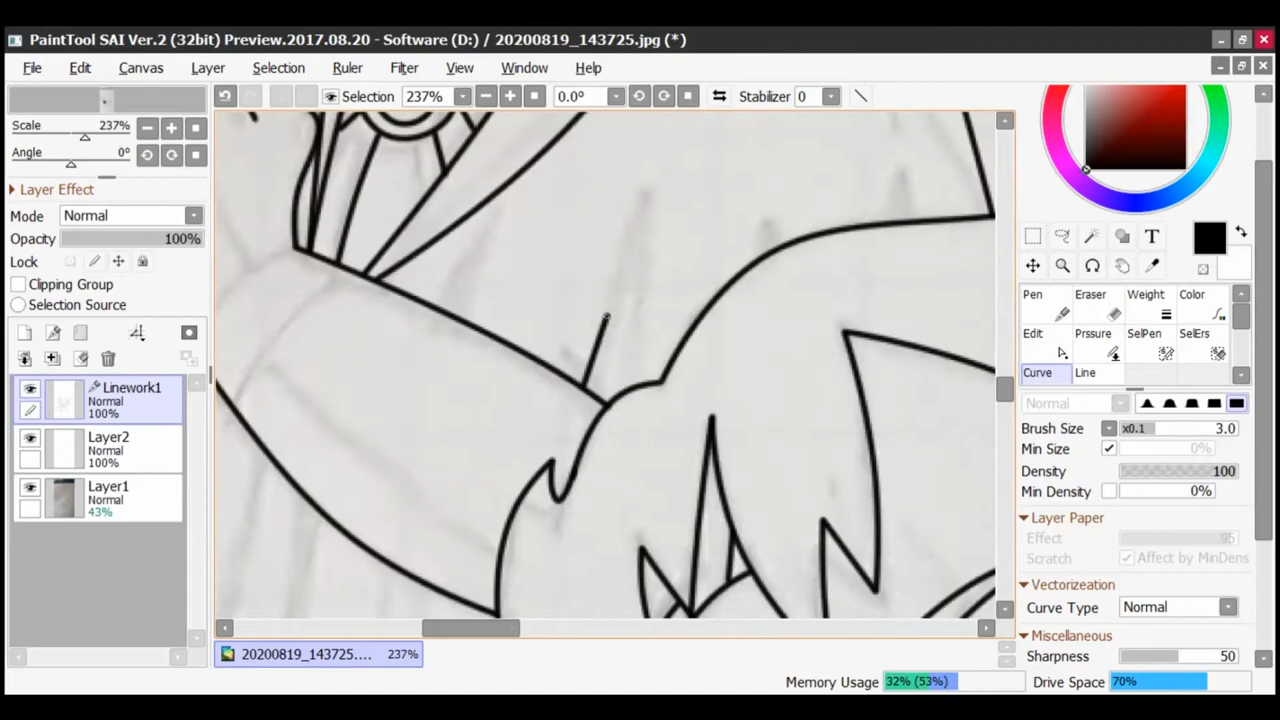 PaintTool SAI Ver.2 (32bit) Preview.2017.08.20 - Software (D:) / 20200819_143725.jpg (*)
File Edit Canvas Layer Selection Ruler Filter View Window Help
Selection 237% 0.0° Stabilizer 0
Scale 237%
Angle 0°
Layer Effect
Mode Normal
Opacity 100%
Lock
Clipping Group
Selection Source
Linework1
Normal
100%
Layer2
Normal
100%
Layer1
Normal
43%
T
Pen Eraser Weight Color
Edit Prssure SelPen SelErs
Curve Line
Normal
Brush Size x0.1 3.0
Min Size 0%
Density 100
Min Density 0%
Layer Paper
Effect 95
Scratch Affect by MinDens
Vectorizeation
Curve Type Normal
Miscellaneous
Sharpness 50
20200819_143725.... 237%
Memory Usage 32% (53%) Drive Space 70%